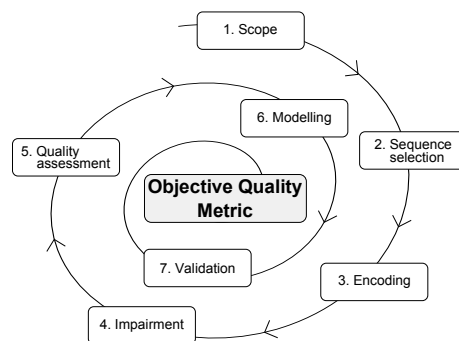 1. Scope
2. Sequence
selection
3. Encoding
4. Impairment
5. Quality
assessment
6. Modelling
7. Validation
Objective Quality
Metric